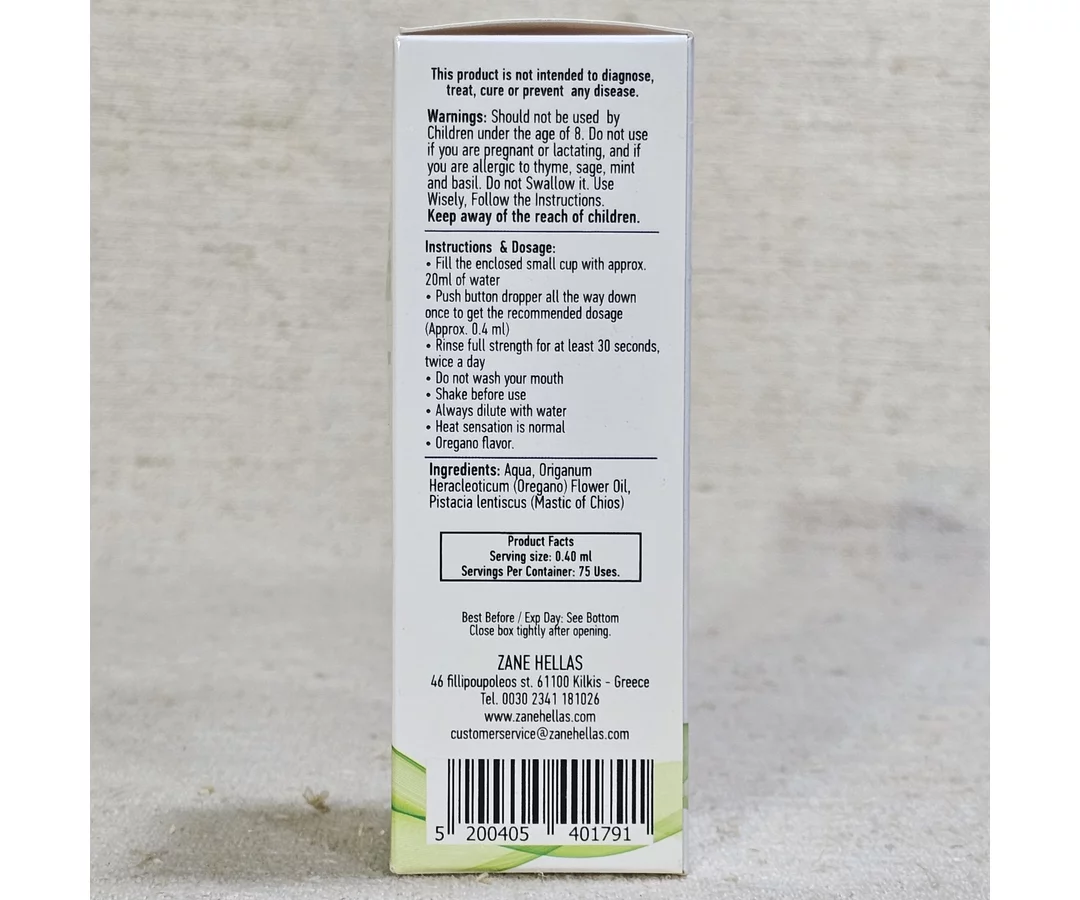 This product is not intended to diagnose,
treat, cure or prevent any disease.
Warnings: Should not be used by
Children under the age of 8. Do not use
if you are pregnant or lactating, and if
you are allergic to thyme, sage, mint
and basil. Do not Swallow it. Use
Wisely, Follow the Instructions.
Keep away of the reach of children.
Instructions & Dosage:
• Fill the enclosed small cup with approx.
20ml of water
• Push button dropper all the way down
once to get the recommended dosage
(Approx. 0.4 ml)
• Rinse full strength for at least 30 seconds,
twice a day
• Do not wash your mouth
• Shake before use
• Always dilute with water
• Heat sensation is normal
• Oregano flavor.
Ingredients: Aqua, Origanum
Heracleoticum (Oregano) Flower Oil,
Pistacia lentiscus (Mastic of Chios)
Product Facts
Serving size: 0.40 ml
Servings Per Container: 75 Uses.
Best Before / Exp Day: See Bottom
Close box tightly after opening.
ZANE HELLAS
46 fillipoupoleos st. 61100 Kilkis - Greece
Tel. 0030 2341 181026
www.zanehellas.com
customerservice@zanehellas.com
5 200405 401791